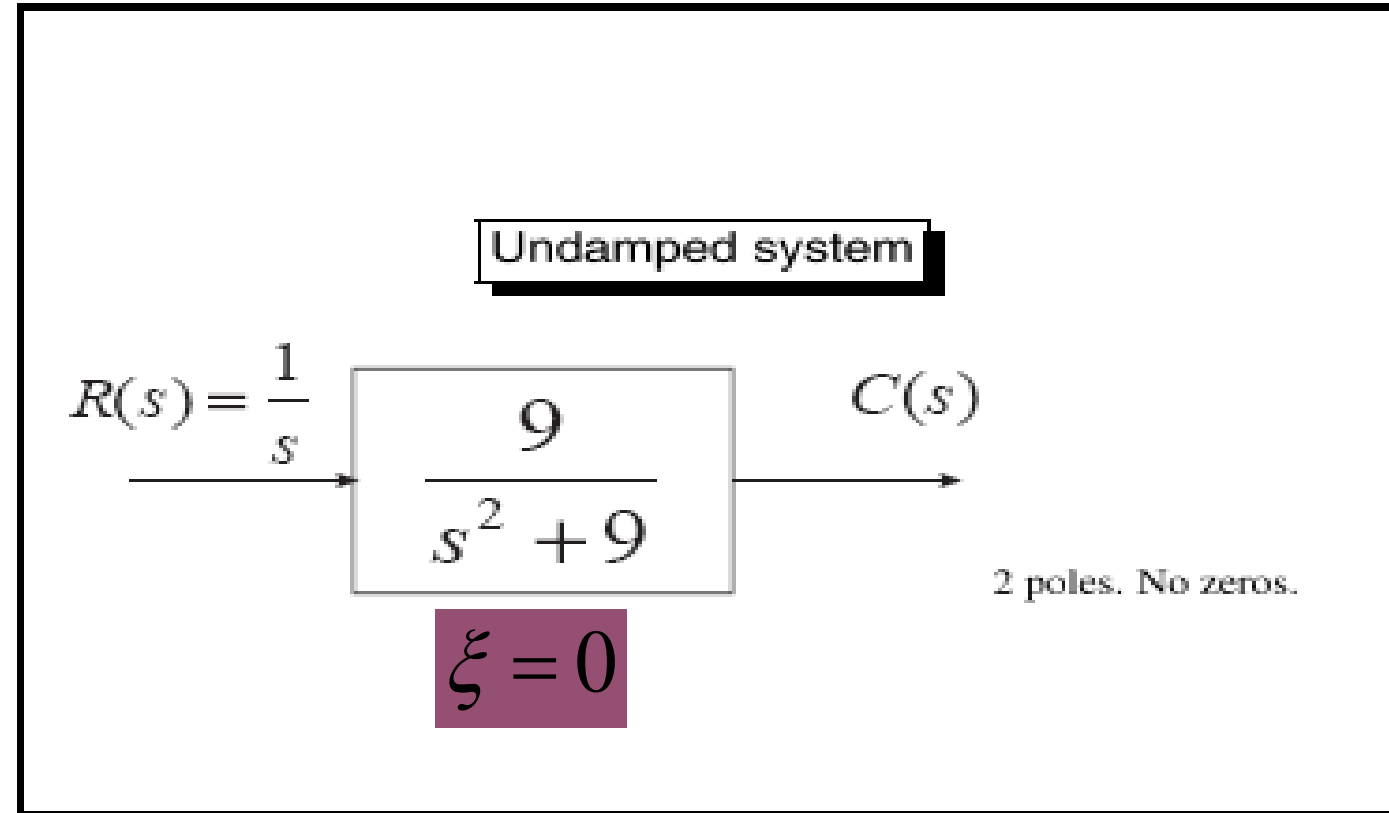 Undamped system
R(s) = 1/s
9/(s² + 9)
C(s)
2 poles. No zeros.
ξ = 0